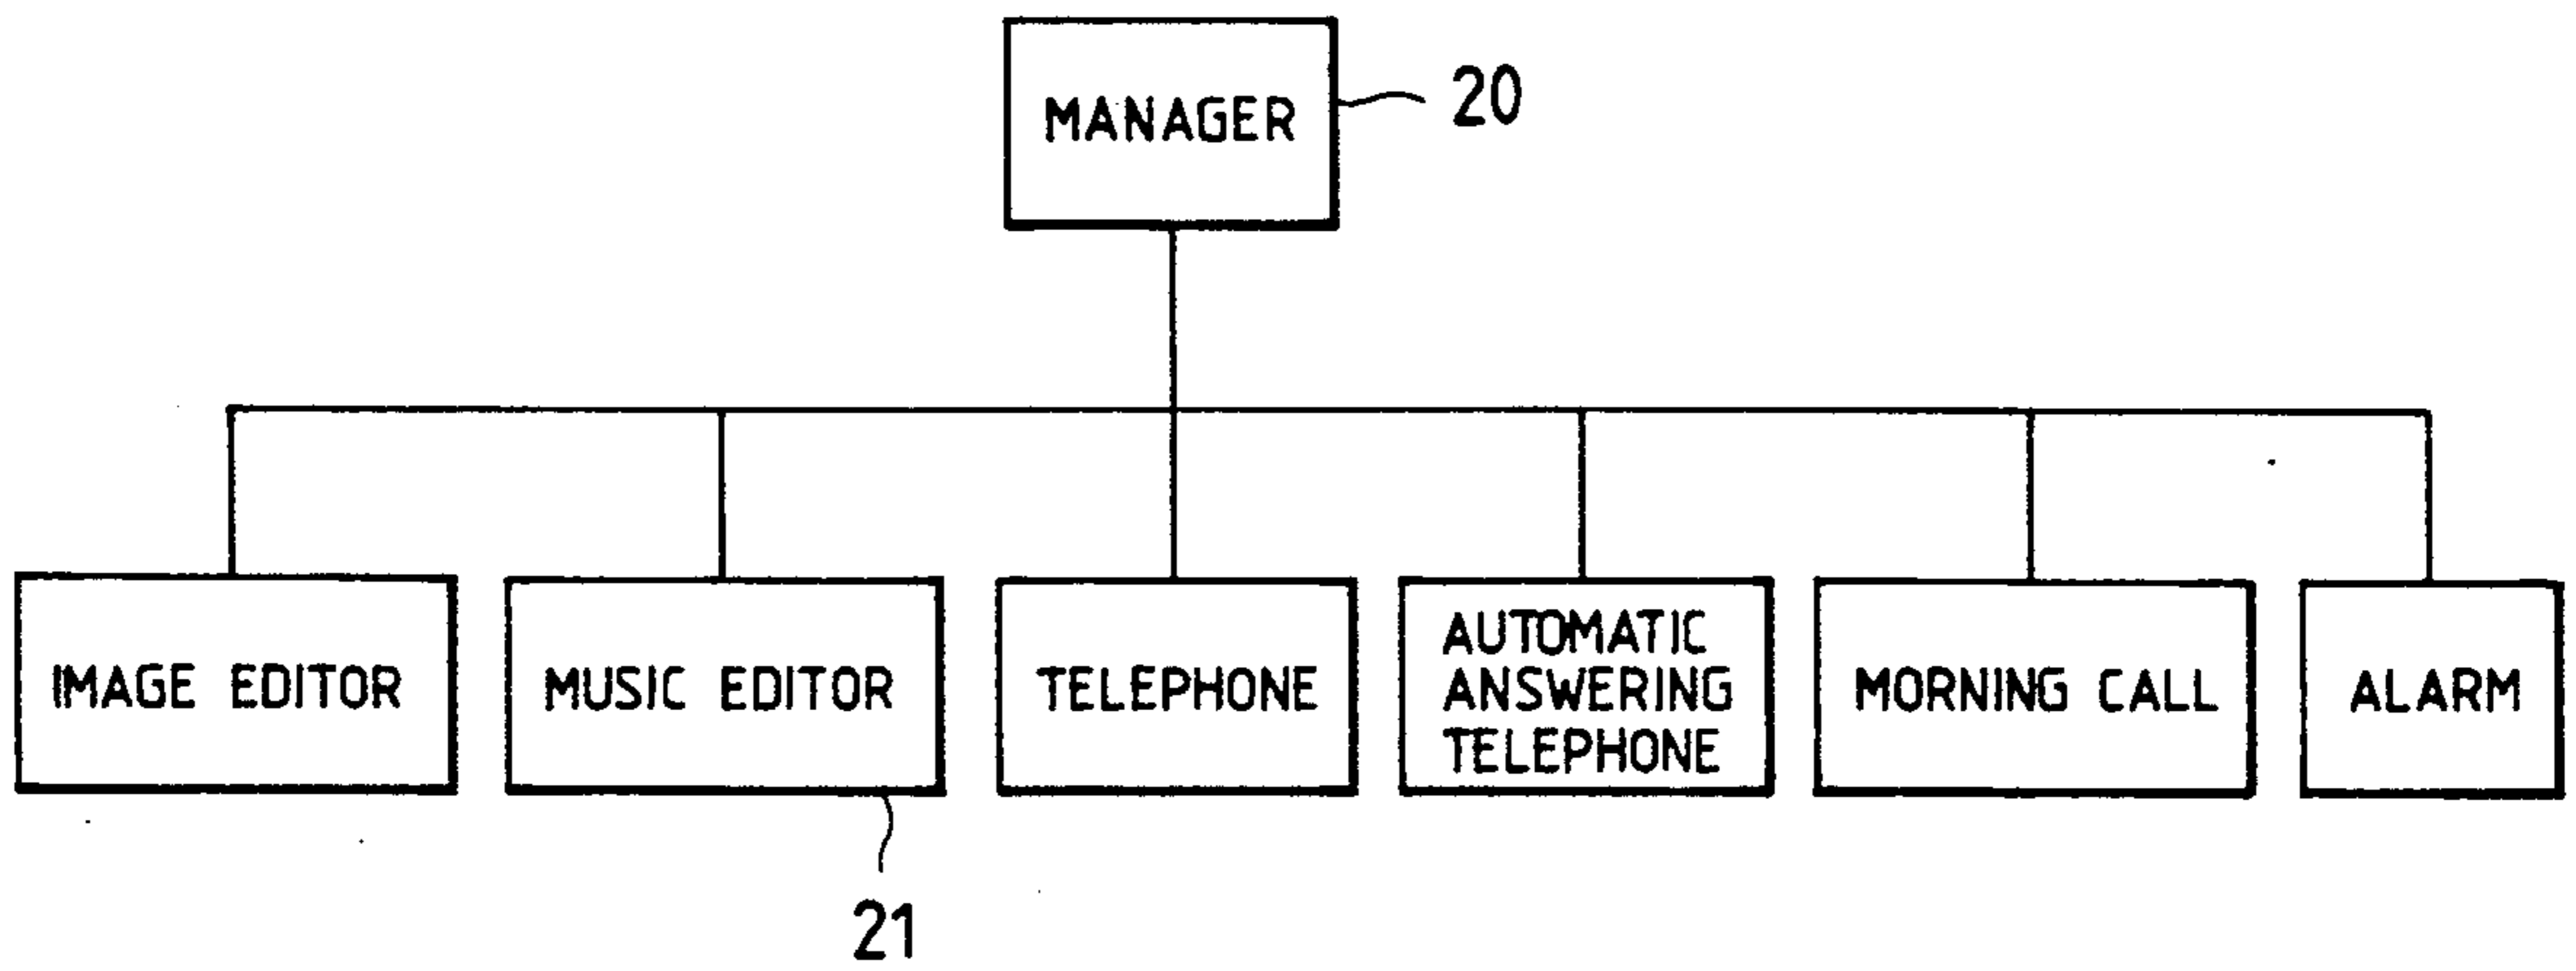 MANAGER
20
IMAGE EDITOR
MUSIC EDITOR
TELEPHONE
AUTOMATIC
ANSWERING
TELEPHONE
MORNING CALL
ALARM
21